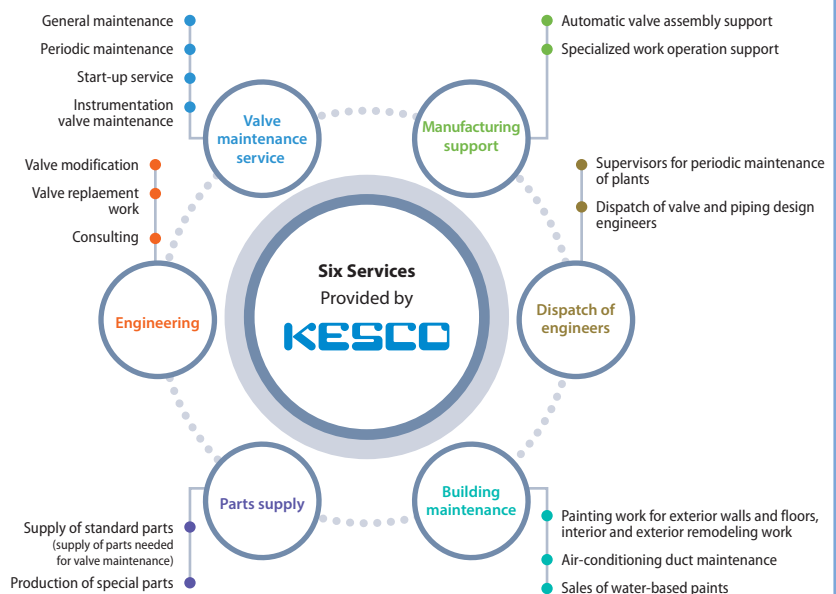 General maintenance
Periodic maintenance
Start-up service
Instrumentation
valve maintenance
Valve
maintenance
service
Automatic valve assembly support
Specialized work operation support
Manufacturing
support
Valve modification
Valve replaement
work
Consulting
Engineering
Supervisors for periodic maintenance
of plants
Dispatch of valve and piping design
engineers
Dispatch of
engineers
Six Services
Provided by
KESCO
Parts supply
Supply of standard parts
(supply of parts needed
for valve maintenance)
Production of special parts
Building
maintenance
Painting work for exterior walls and floors,
interior and exterior remodeling work
Air-conditioning duct maintenance
Sales of water-based paints